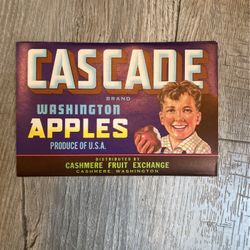 CASCADE
BRAND
WASHINGTON
APPLES
PRODUCE OF U.S.A.
DISTRIBUTED BY
CASHMERE FRUIT EXCHANGE
CASHMERE, WASHINGTON